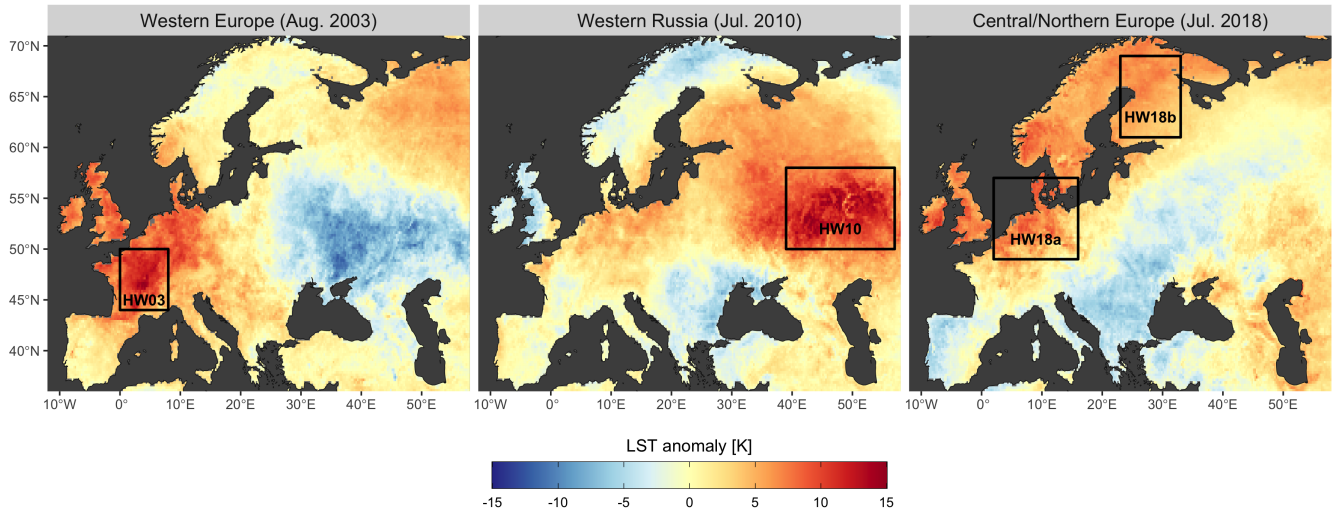 Western Europe (Aug. 2003)
Western Russia (Jul. 2010)
Central/Northern Europe (Jul. 2018)
70°N
65°N
60°N
55°N
50°N
45°N
40°N
HW03
HW10
HW18b
HW18a
10°W 0° 10°E 20°E 30°E 40°E 50°E
10°W 0° 10°E 20°E 30°E 40°E 50°E
10°W 0° 10°E 20°E 30°E 40°E 50°E
LST anomaly [K]
-15 -10 -5 0 5 10 15